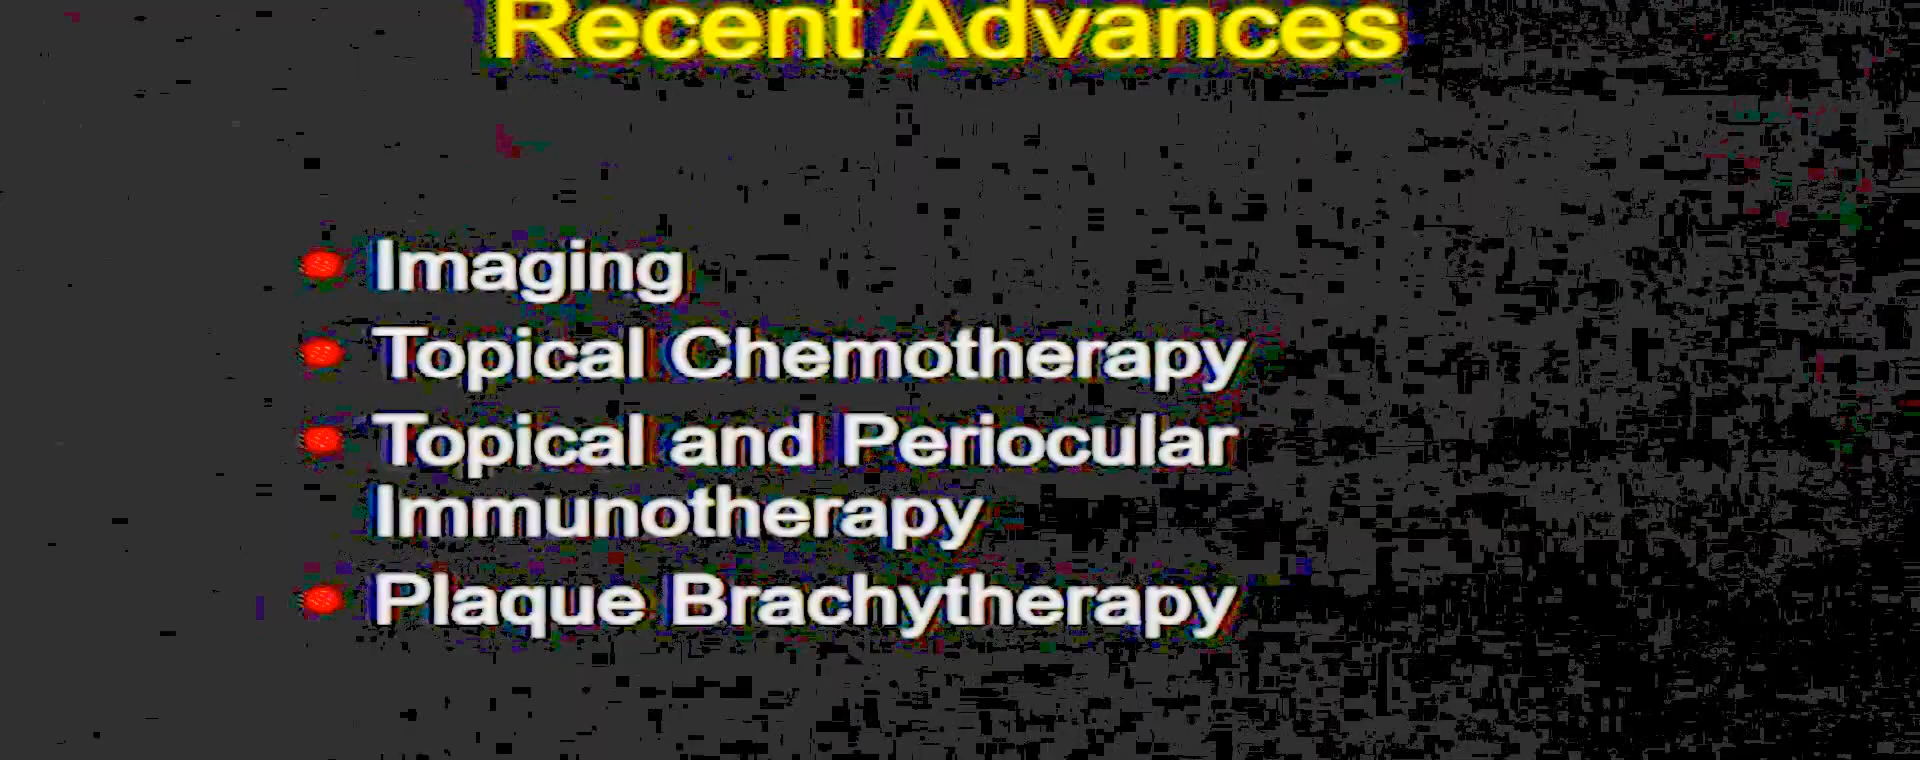 Recent Advances
Imaging
Topical Chemotherapy
Topical and Periocular
Immunotherapy
Plaque Brachytherapy